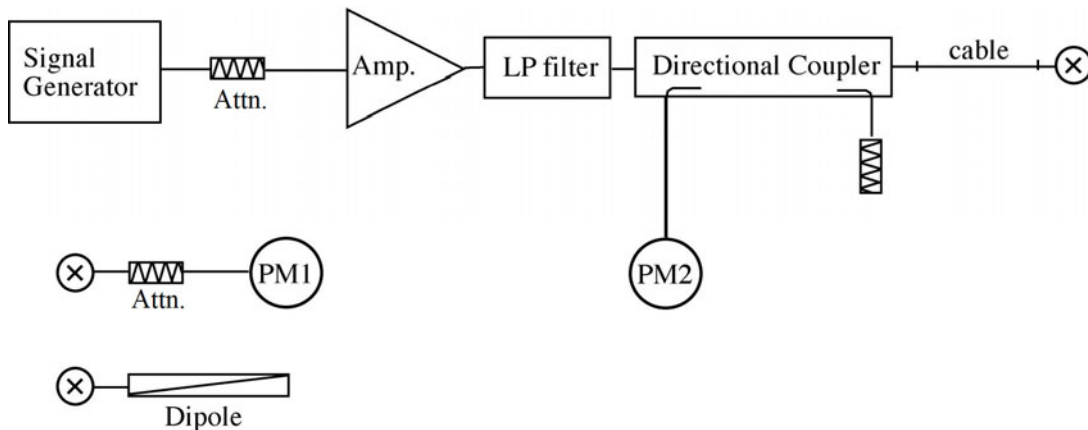 Signal
Generator
Attn.
Amp.
LP filter
Directional Coupler
cable
PM1
Attn.
PM2
Dipole